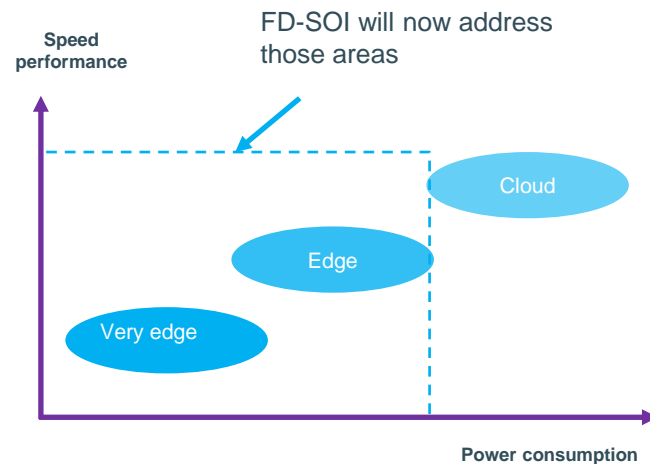 FD-SOI will now address
those areas
Speed
performance
Cloud
Edge
Very edge
Power consumption